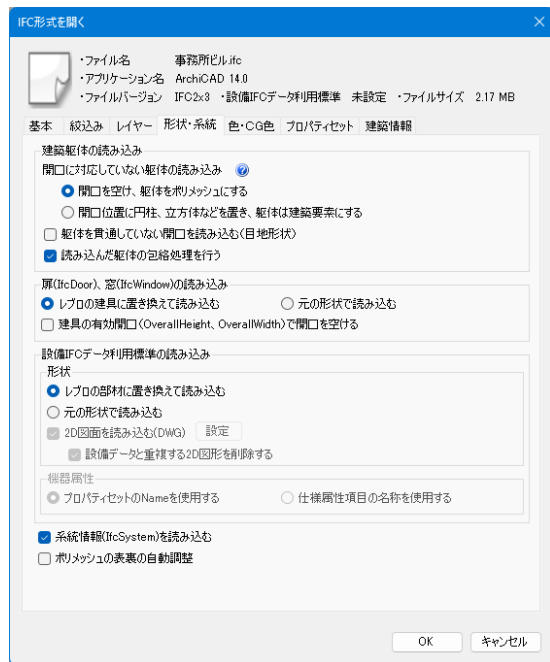 IFC形式を開く
・ファイル名 事務所ビル.ifc
・アプリケーション名 ArchiCAD 14.0
・ファイルバージョン IFC2x3 ・設備IFCデータ利用標準 未設定 ・ファイルサイズ 2.17 MB
基本 絞込み レイヤー 形状・系統 色・CG色 プロパティセット 建築情報
建築躯体の読み込み
開口に対応していない躯体の読み込み
開口を空け、躯体をポリメッシュにする
開口位置に円柱、立方体などを置き、躯体は建築要素にする
躯体を貫通していない開口を読み込む(目地形状)
読み込んだ躯体の包絡処理を行う
扉(IfcDoor)、窓(IfcWindow)の読み込み
レブロの建具に置き換えて読み込む 元の形状で読み込む
建具の有効開口(OverallHeight、OverallWidth)で開口を空ける
設備IFCデータ利用標準の読み込み
形状
レブロの部材に置き換えて読み込む
元の形状で読み込む
2D図面を読み込む(DWG) 設定
設備データと重複する2D図形を削除する
機器属性
プロパティセットのNameを使用する 仕様属性項目の名称を使用する
系統情報(IfcSystem)を読み込む
ポリメッシュの表裏の自動調整
OK キャンセル